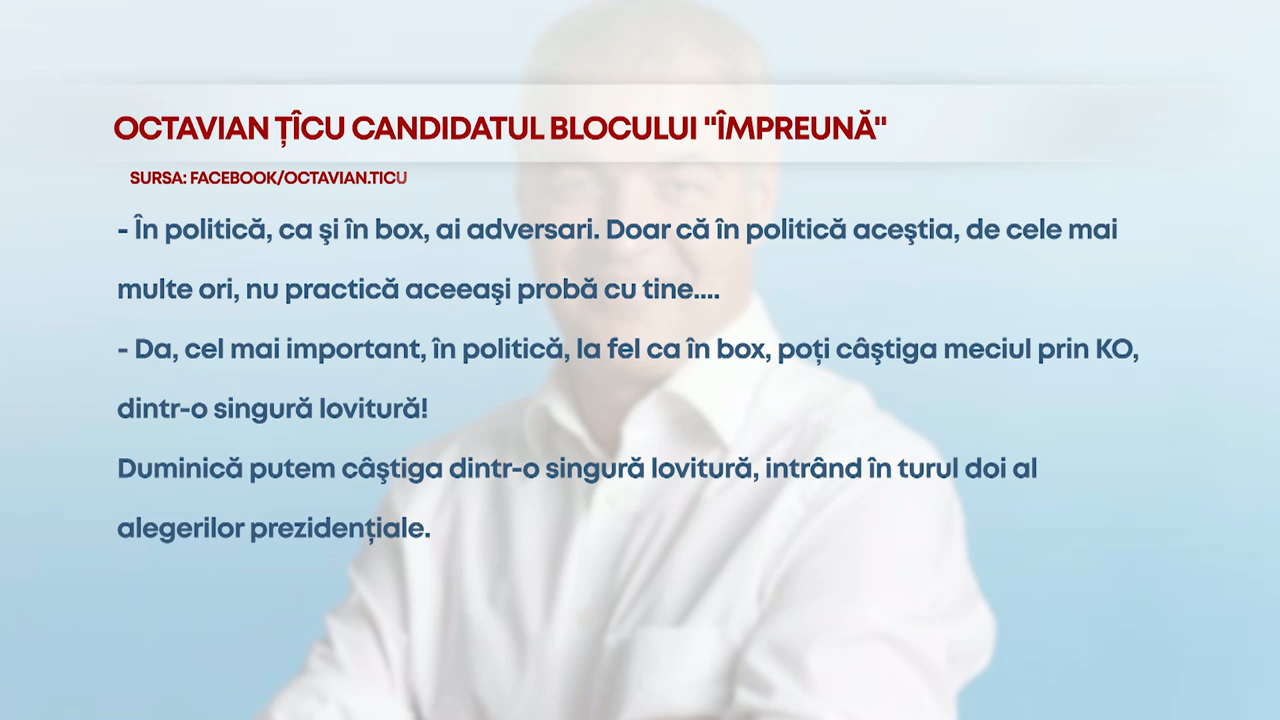 OCTAVIAN ȚÎCU CANDIDATUL BLOCULUI "ÎMPREUNĂ"
SURSA: FACEBOOK/OCTAVIAN.TICU
- În politică, ca şi în box, ai adversari. Doar că în politică aceştia, de cele mai
multe ori, nu practică aceeaşi probă cu tine....
- Da, cel mai important, în politică, la fel ca în box, poți câştiga meciul prin KO,
dintr-o singură lovitură!
Duminică putem câştiga dintr-o singură lovitură, intrând în turul doi al
alegerilor prezidențiale.